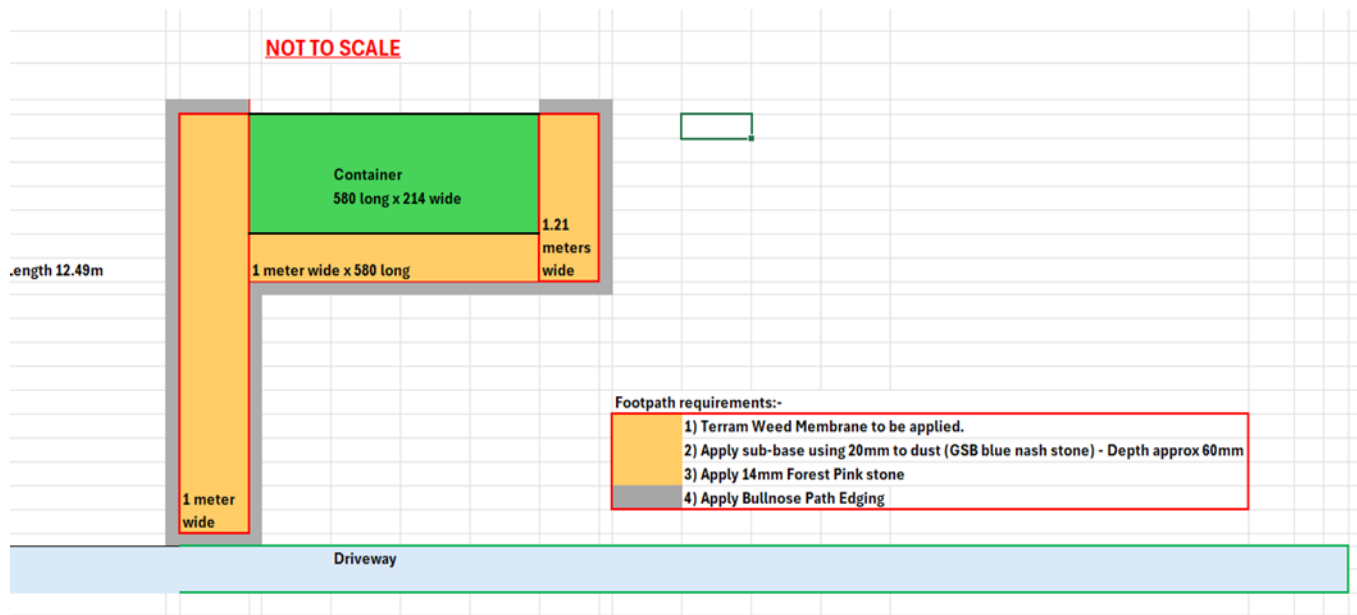 NOT TO SCALE
Container
580 long x 214 wide
1.21
meters
wide
.ength 12.49m
1 meter wide x 580 long
Footpath requirements:-
1) Terram Weed Membrane to be applied.
2) Apply sub-base using 20mm to dust (GSB blue nash stone) - Depth approx 60mm
3) Apply 14mm Forest Pink stone
4) Apply Bullnose Path Edging
1 meter
wide
Driveway